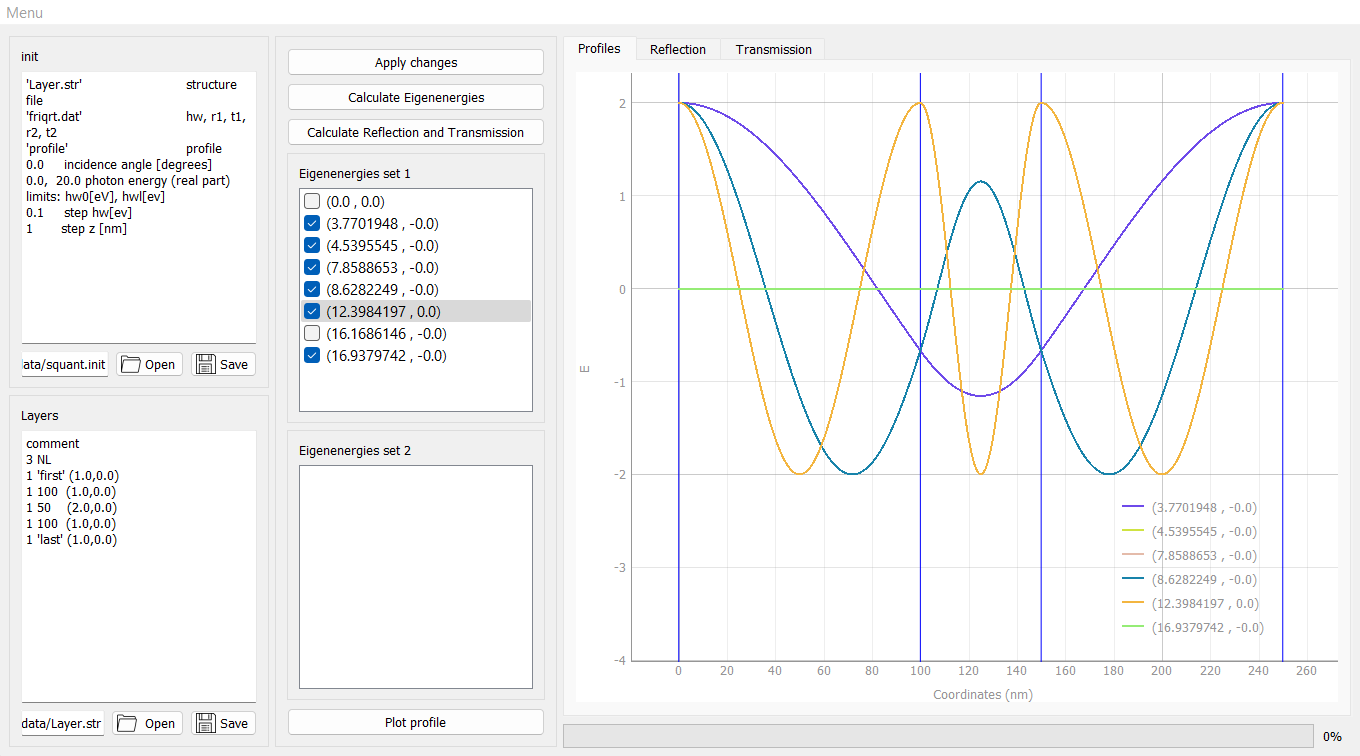 Menu
init
'Layer.str' structure
file
'friqrt.dat' hw, r1, t1,
r2, t2
'profile' profile
0.0 incidence angle [degrees]
0.0, 20.0 photon energy (real part)
limits: hw0[eV], hwl[ev]
0.1 step hw[ev]
1 step z [nm]
lata/squant.init
Open
Save
Layers
comment
3 NL
1 'first' (1.0,0.0)
1 100 (1.0,0.0)
1 50 (2.0,0.0)
1 100 (1.0,0.0)
1 'last' (1.0,0.0)
data/Layer.str
Open
Save
Apply changes
Calculate Eigenenergies
Calculate Reflection and Transmission
Eigenenergies set 1
(0.0 , 0.0)
(3.7701948 , -0.0)
(4.5395545 , -0.0)
(7.8588653 , -0.0)
(8.6282249 , -0.0)
(12.3984197 , 0.0)
(16.1686146 , -0.0)
(16.9379742 , -0.0)
Eigenenergies set 2
Plot profile
Profiles
Reflection
Transmission
2
1
0
-1
-2
-3
-4
E
0 20 40 60 80 100 120 140 160 180 200 220 240 260
Coordinates (nm)
(3.7701948 , -0.0)
(4.5395545 , -0.0)
(7.8588653 , -0.0)
(8.6282249 , -0.0)
(12.3984197 , 0.0)
(16.9379742 , -0.0)
0%